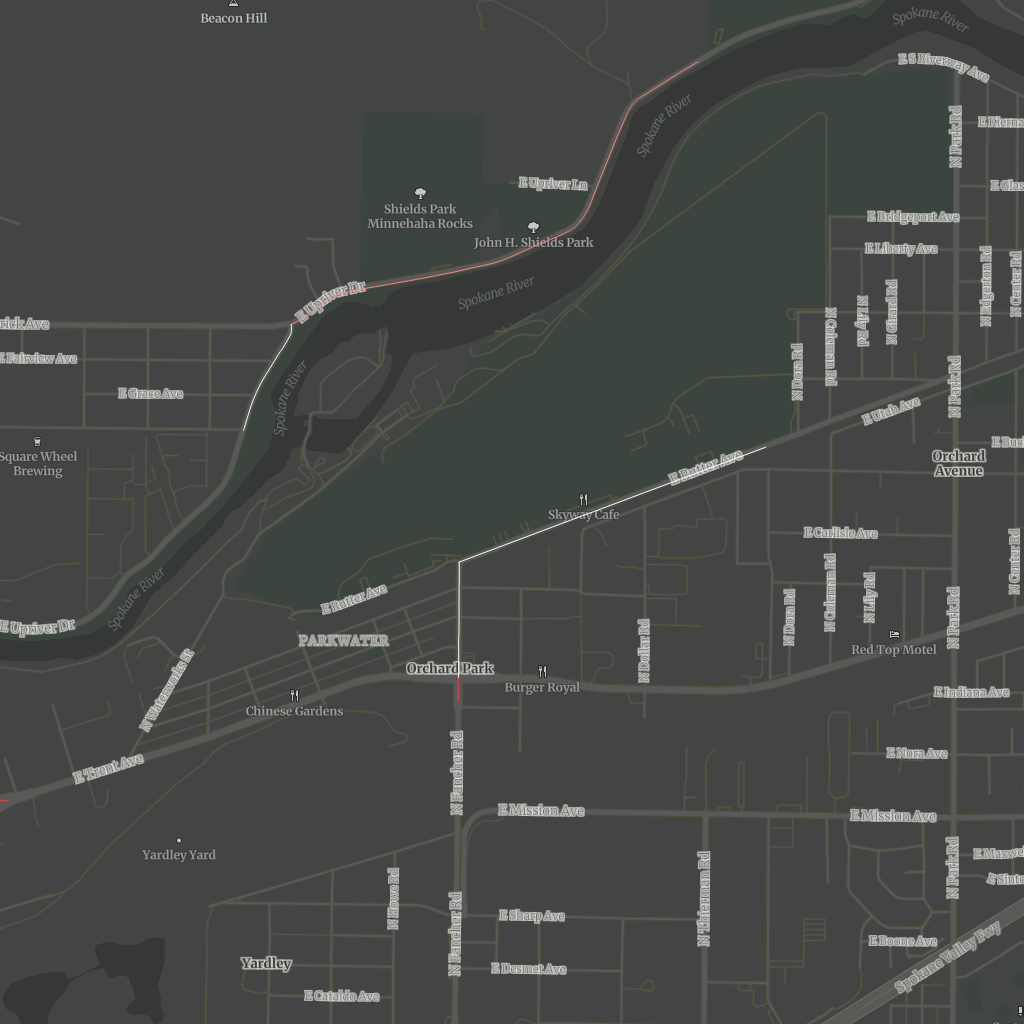 Beacon Hill
Spokane River
E S Riverway Ave
N Park Rd
Spokane River
E Upriver Ln
Shields Park
Minnehaha Rocks
E Bridgeport Ave
John H. Shields Park
E Liberty Ave
N Edgerton Rd
N Center Rd
E Upriver Dr
Spokane River
N Girard Rd
N Lily Rd
N Coleman Rd
E Fairview Ave
N Dora Rd
N Park Rd
E Grace Ave
Spokane River
E Utah Ave
Square Wheel
Brewing
Orchard
Avenue
E Rutter Ave
Skyway Cafe
E Carlisle Ave
N Center Rd
Spokane River
E Rutter Ave
N Coleman Rd
N Lily Rd
N Dora Rd
N Park Rd
E Upriver Dr
PARKWATER
N Dollar Rd
Red Top Motel
Orchard Park
N Waterworks St
Burger Royal
Chinese Gardens
E Indiana Ave
E Trent Ave
N Fancher Rd
E Nora Ave
E Mission Ave
E Mission Ave
Yardley Yard
N Park Rd
N Howe Rd
N Fancher Rd
N Thierman Rd
E Sharp Ave
E Boone Ave
Spokane Valley Fwy
Yardley
E Desmet Ave
E Cataldo Ave